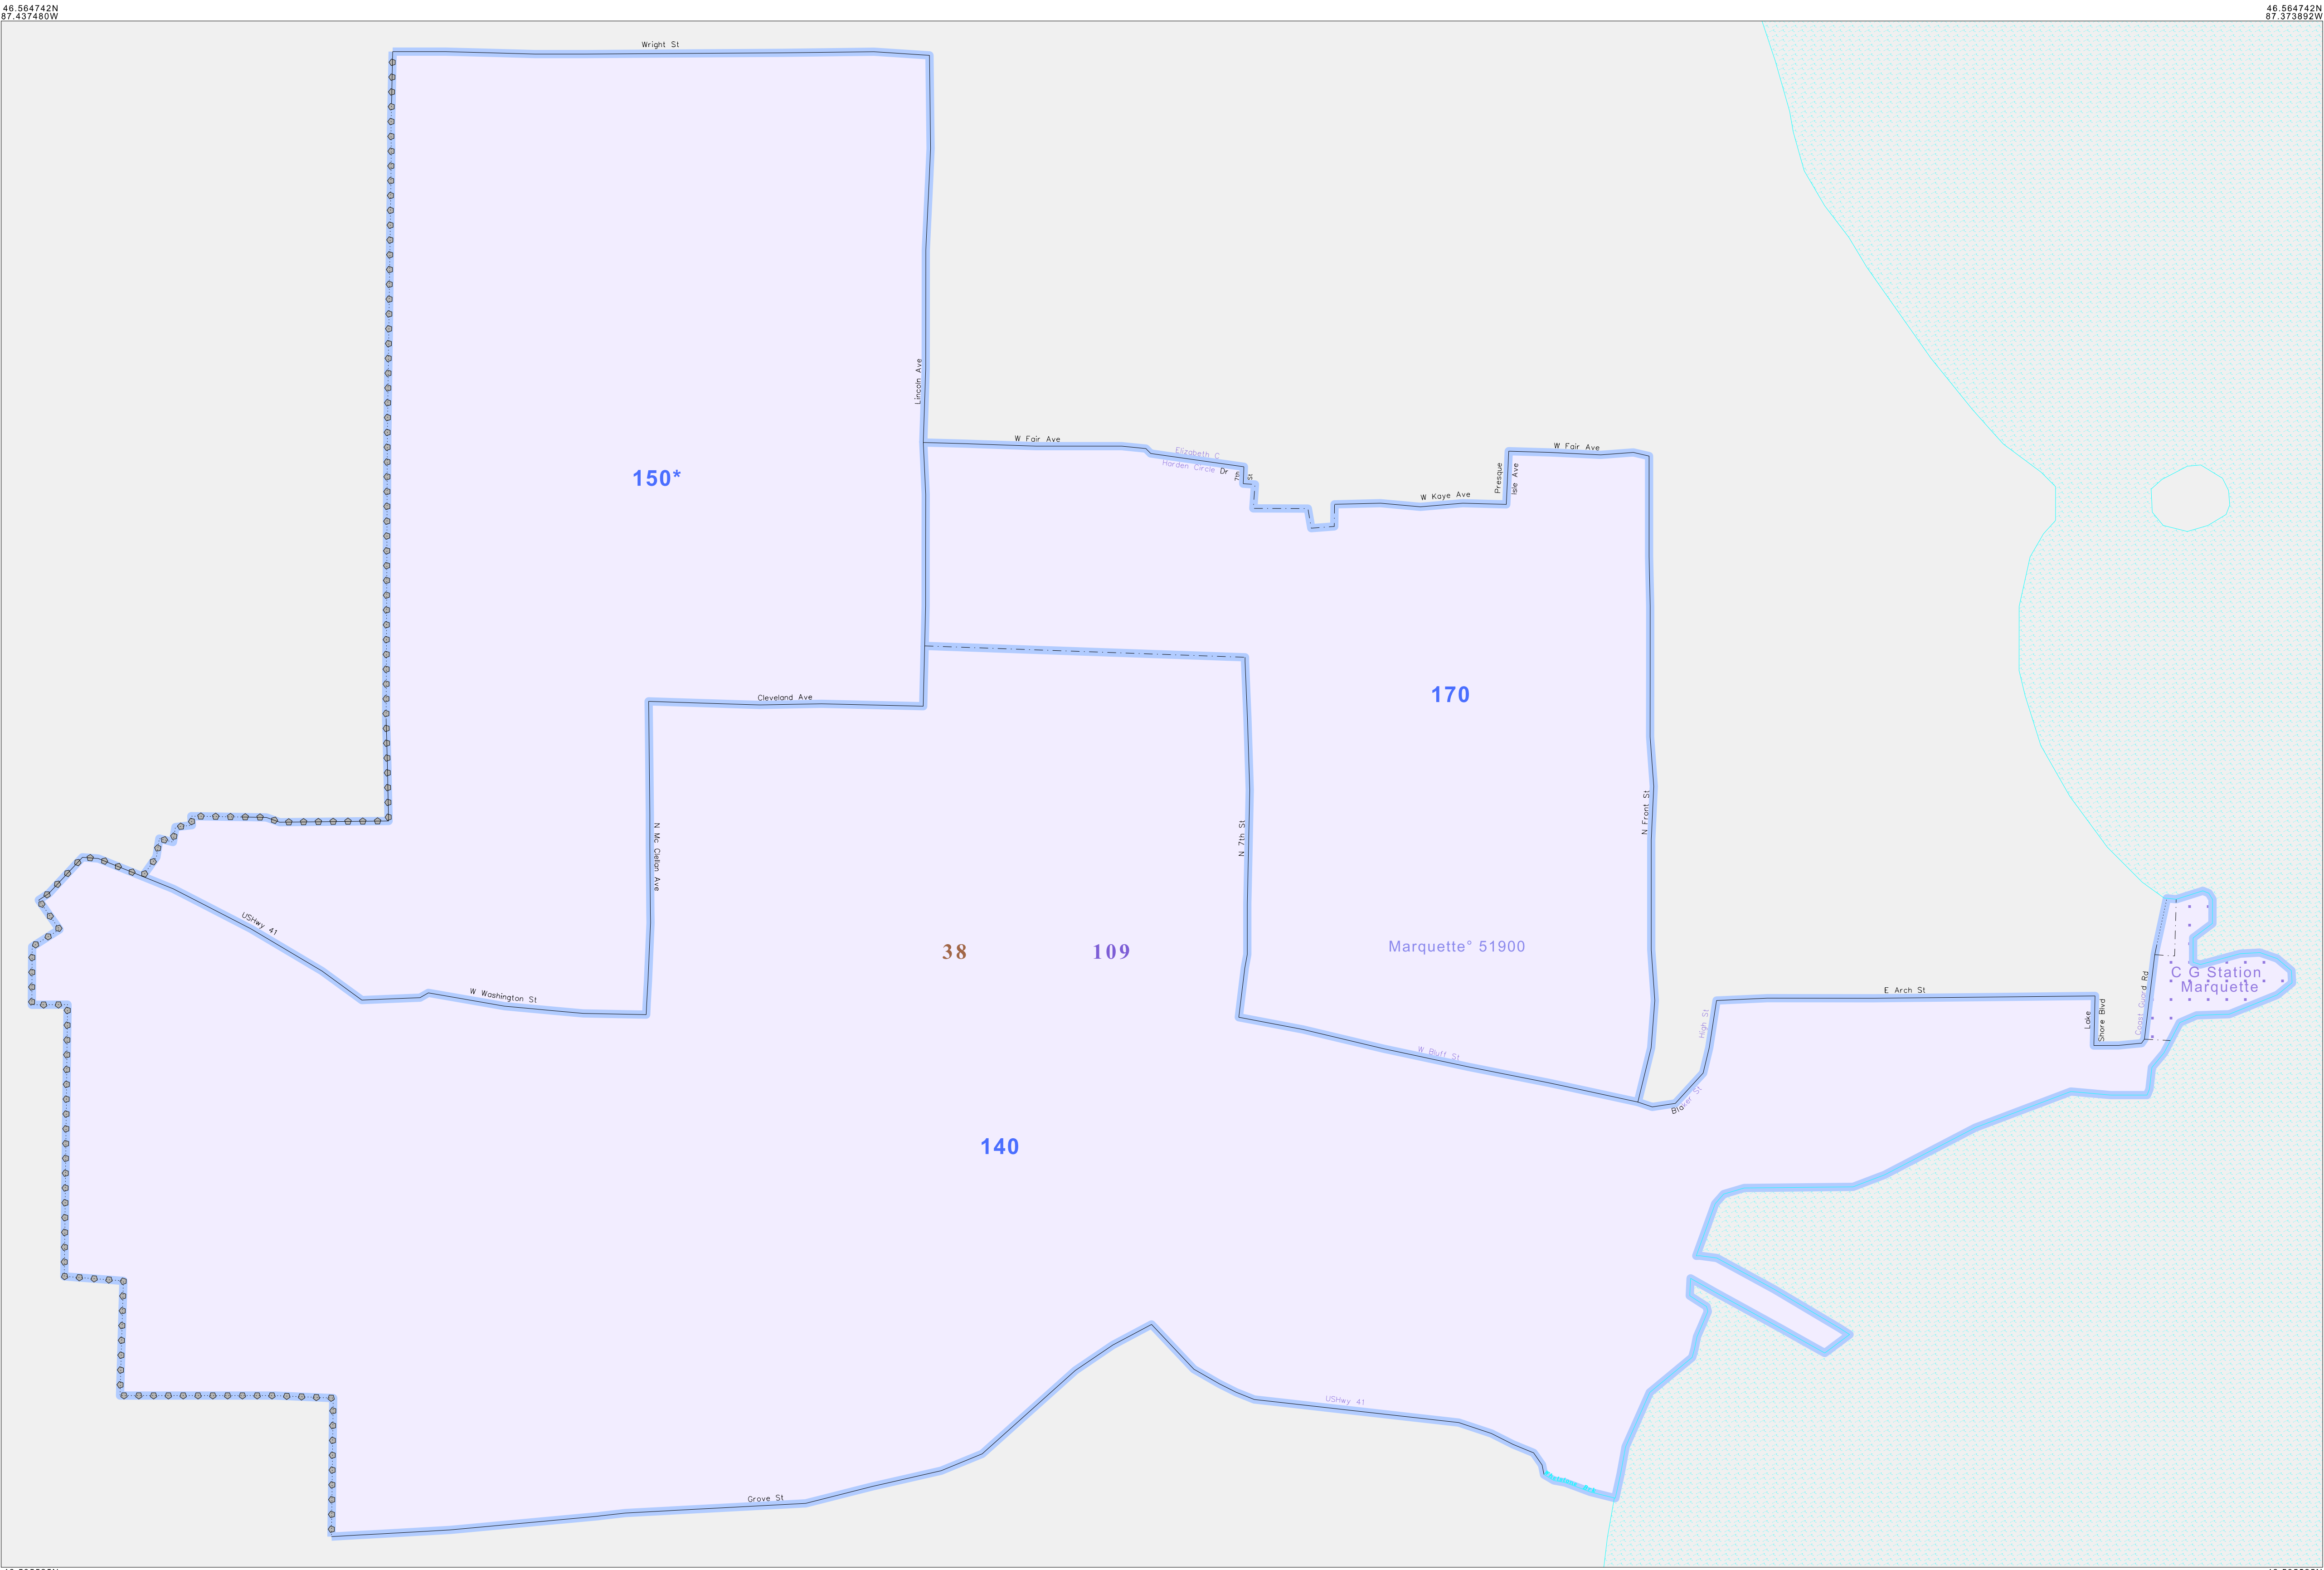 46.564742N
87.437480W
46.564742N
87.373892W
Wright St
Lincoln Ave
W Fair Ave
Elizabeth C
Harden Circle Dr
7th
St
W Kaye Ave
Presque
Isle Ave
W Fair Ave
150*
170
Cleveland Ave
N Mc Clellan Ave
N 7th St
N Front St
USHwy 41
W Washington St
38
109
Marquette° 51900
C G Station
Marquette
Coast Guard Rd
E Arch St
Lake
Shore Blvd
High St
Blaker St
W Bluff St
140
USHwy 41
Grove St